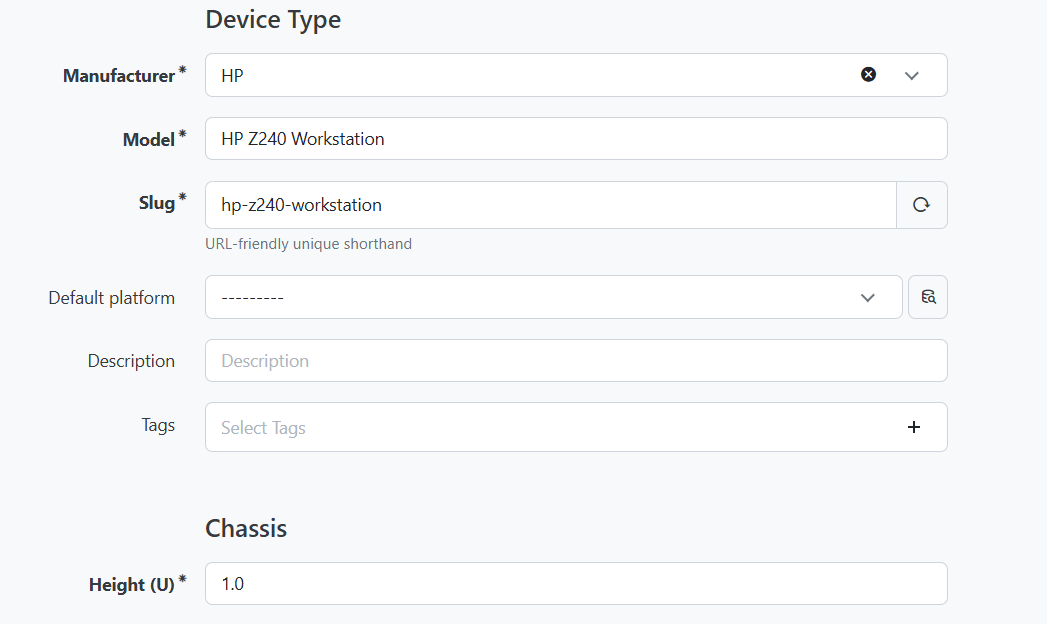 Device Type
Manufacturer * HP
Model * HP Z240 Workstation
Slug * hp-z240-workstation
URL-friendly unique shorthand
Default platform ---------
Description Description
Tags Select Tags +
Chassis
Height (U) * 1.0